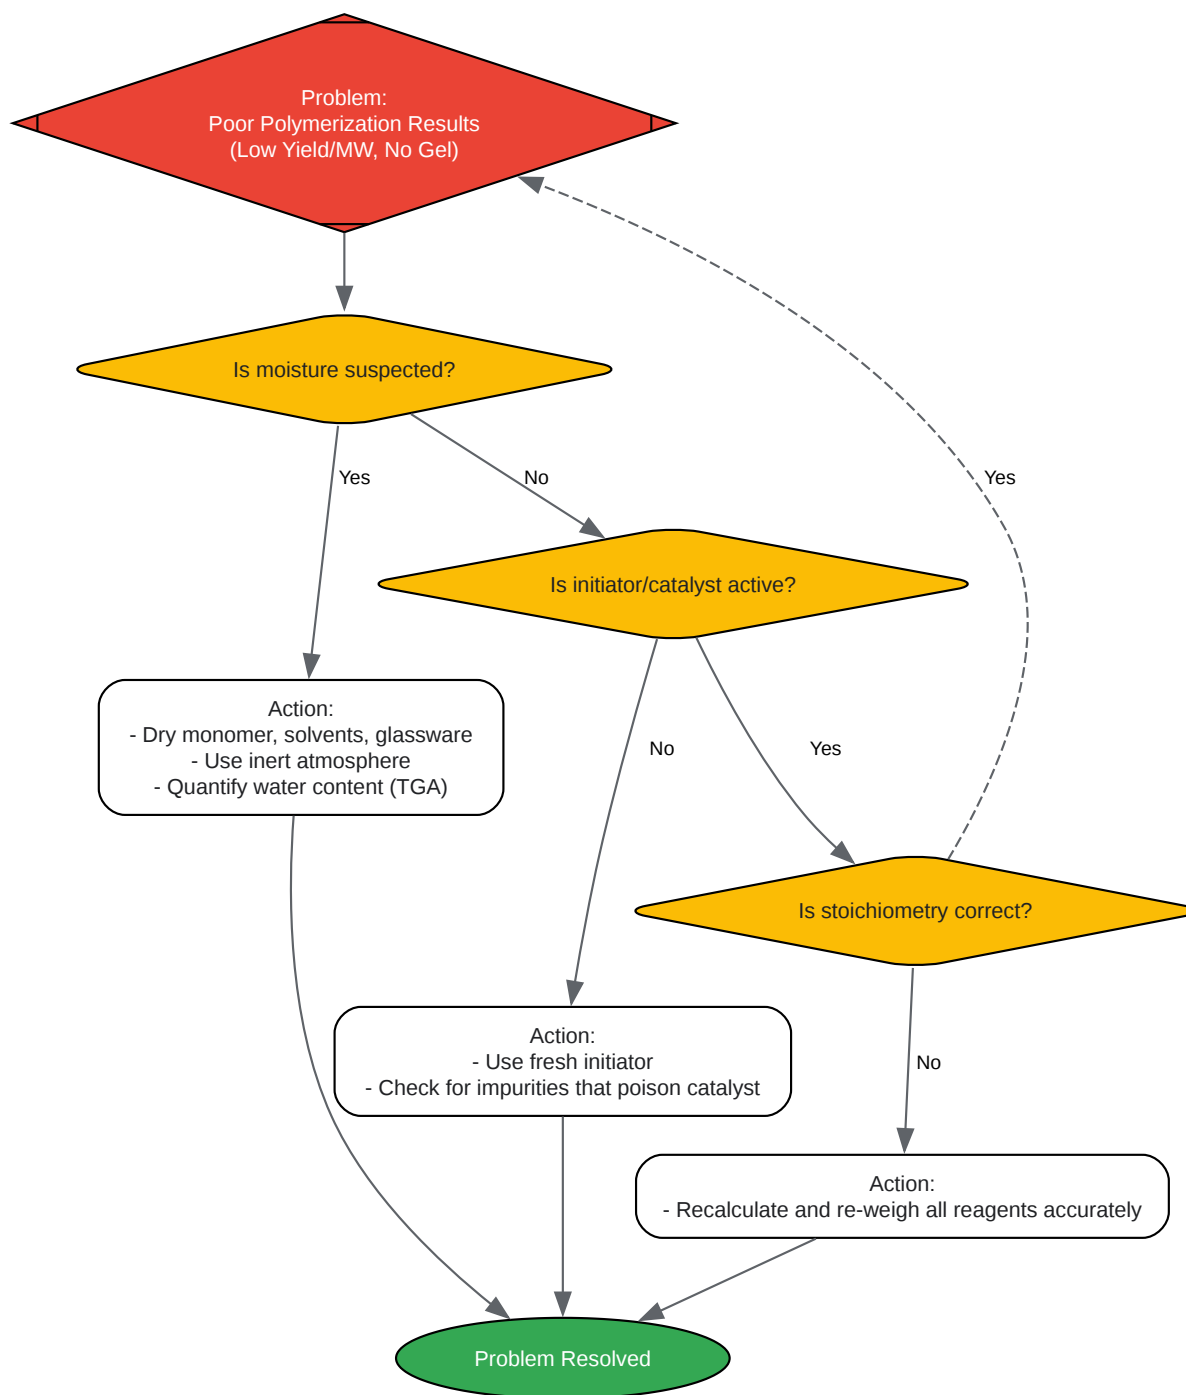 Problem:
Poor Polymerization Results
(Low Yield/MW, No Gel)
Is moisture suspected?
Yes
No
Yes
Is initiator/catalyst active?
Action:
- Dry monomer, solvents, glassware
- Use inert atmosphere
- Quantify water content (TGA)
No
Yes
Is stoichiometry correct?
Action:
- Use fresh initiator
- Check for impurities that poison catalyst
No
Action:
- Recalculate and re-weigh all reagents accurately
Problem Resolved